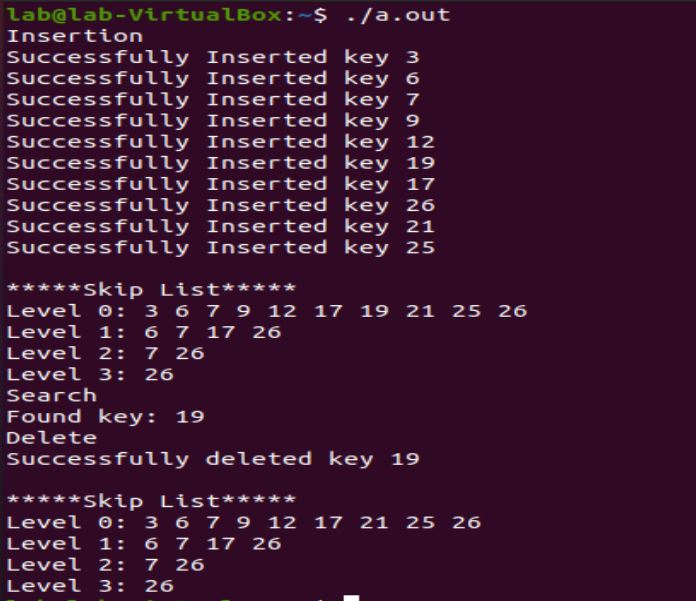 lab@lab-VirtualBox:~$ ./a.out
Insertion
Successfully Inserted key 3
Successfully Inserted key 6
Successfully Inserted key 7
Successfully Inserted key 9
Successfully Inserted key 12
Successfully Inserted key 19
Successfully Inserted key 17
Successfully Inserted key 26
Successfully Inserted key 21
Successfully Inserted key 25
*****Skip List*****
Level 0: 3 6 7 9 12 17 19 21 25 26
Level 1: 6 7 17 26
Level 2: 7 26
Level 3: 26
Search
Found key: 19
Delete
Successfully deleted key 19
*****Skip List*****
Level 0: 3 6 7 9 12 17 21 25 26
Level 1: 6 7 17 26
Level 2: 7 26
Level 3: 26